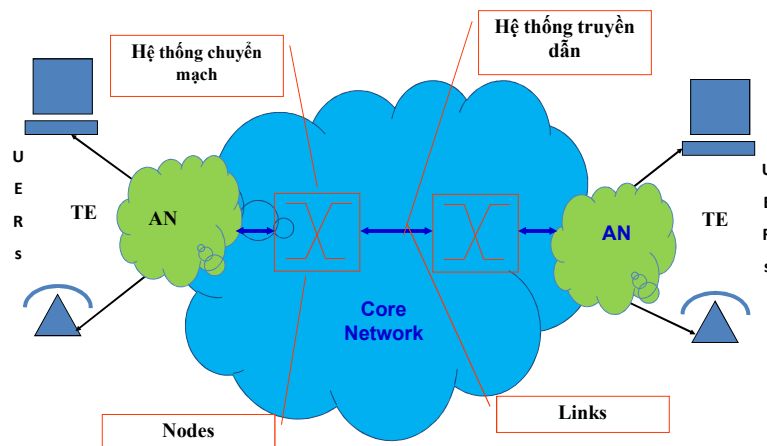 Hệ thống chuyển
mạch
Hệ thống truyền
dẫn
U
E
R
s
TE
AN
AN
TE
U
E
R
s
Core
Network
Nodes
Links